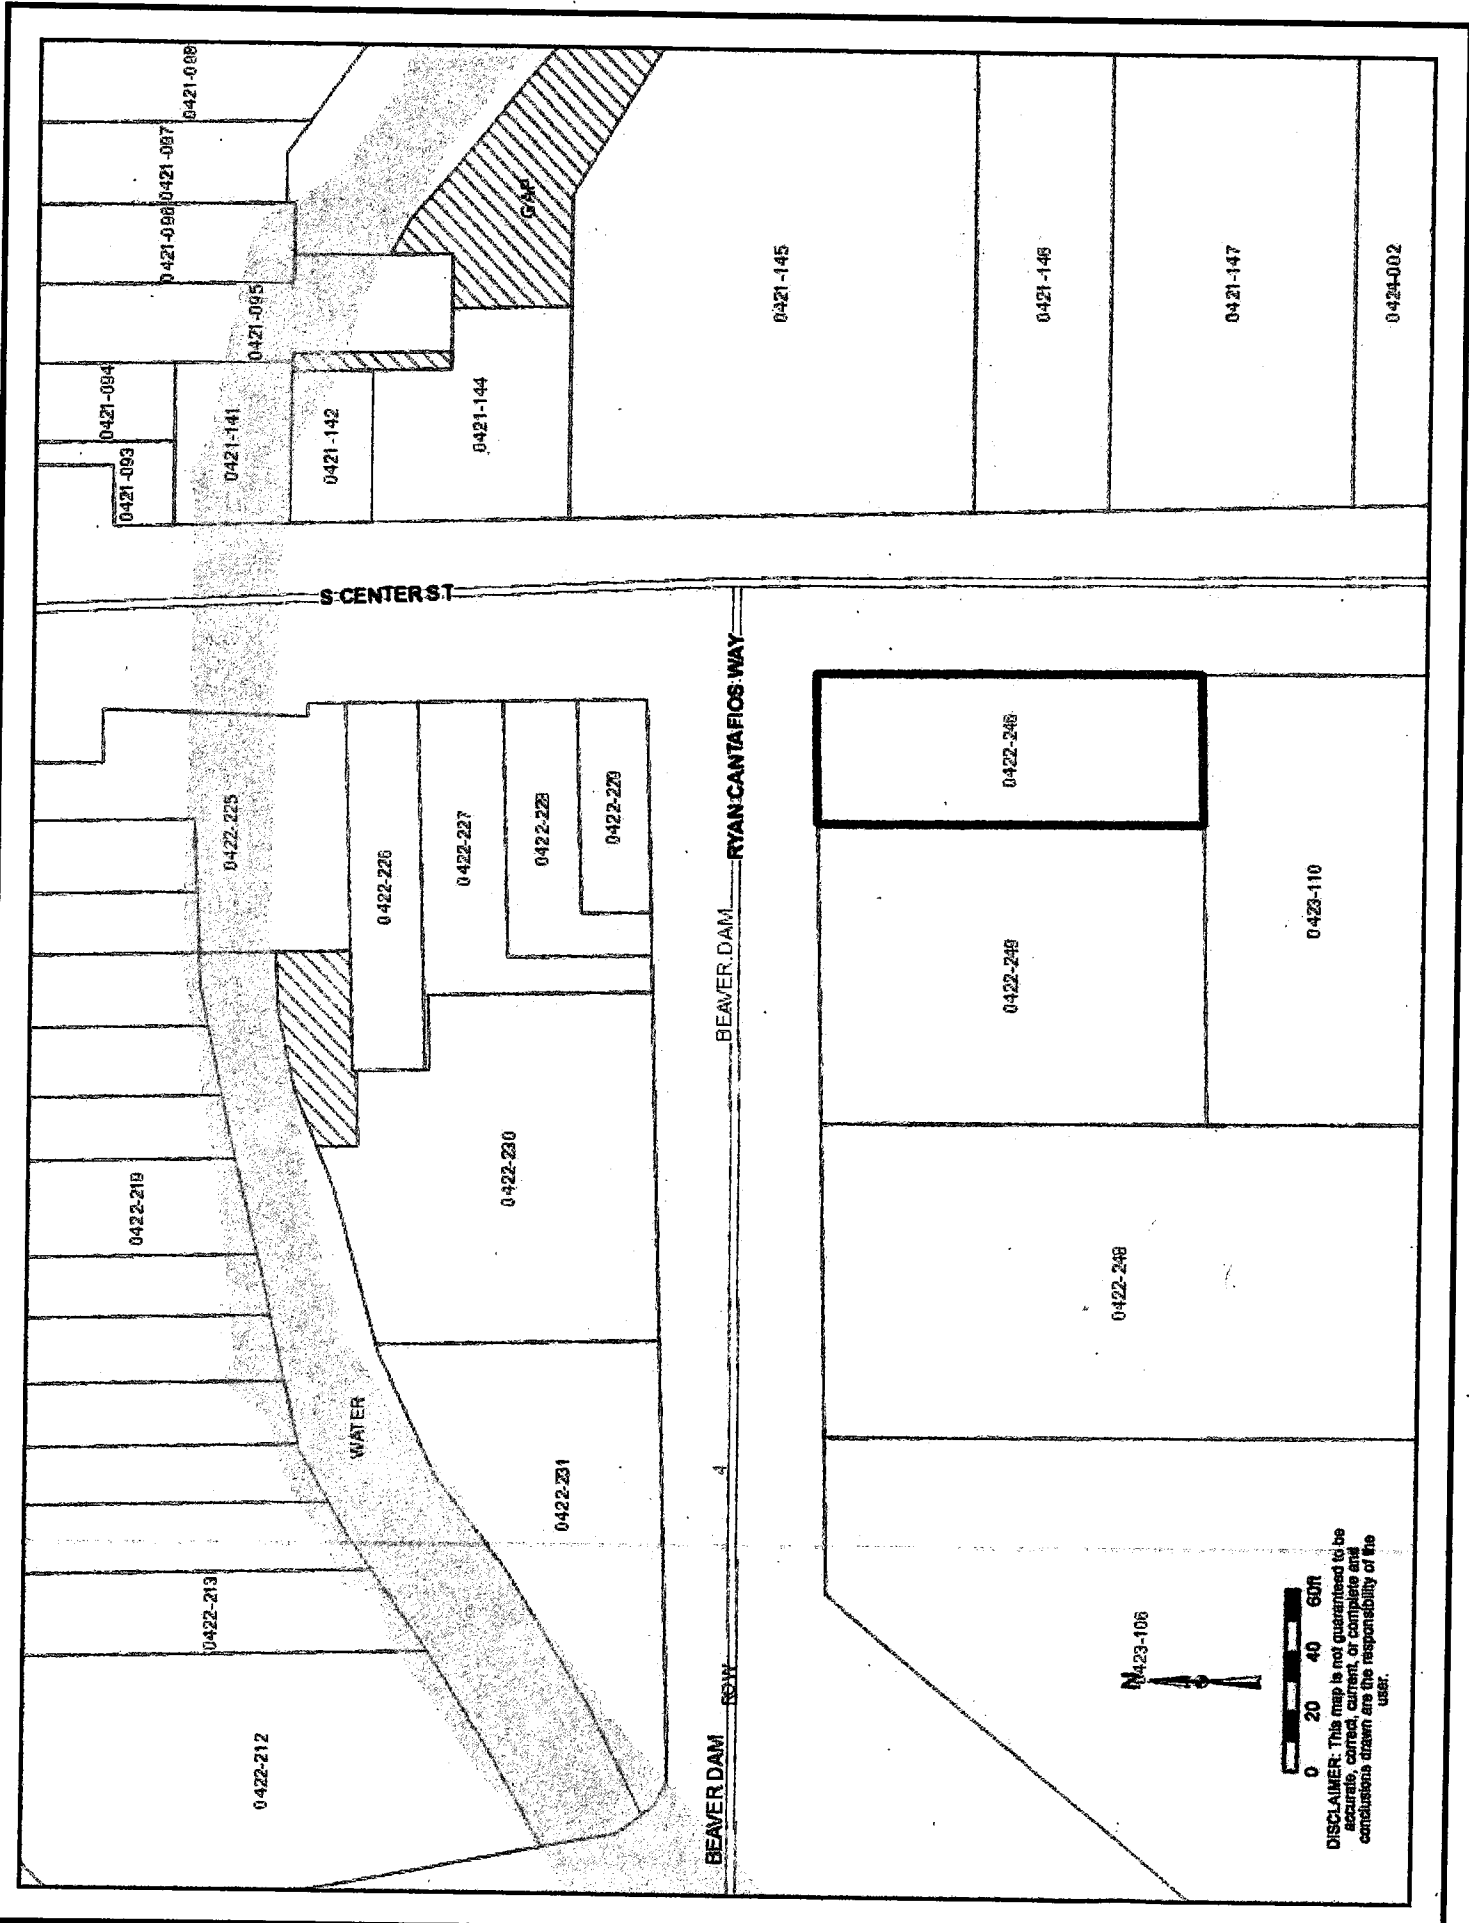 0422-212
0422-213
0422-219
0421-093
0421-094
0421-096
0421-097
0421-098
0422-225
0421-141
0421-095
WATER
0422-226
S CENTER ST
0421-142
0422-227
0421-144
GAP
0422-230
0422-228
0422-231
0422-229
BEAVER DAM
ROW
4
BEAVER DAM
RYAN CANTAFIOS WAY
0421-145
0422-249
0422-246
0421-146
0422-248
0423-106
N
0421-147
0423-110
0 20 40 60ft
0424-002
DISCLAIMER: This map is not guaranteed to be
accurate, correct, current, or complete and
conclusions drawn are the responsibility of the
user.